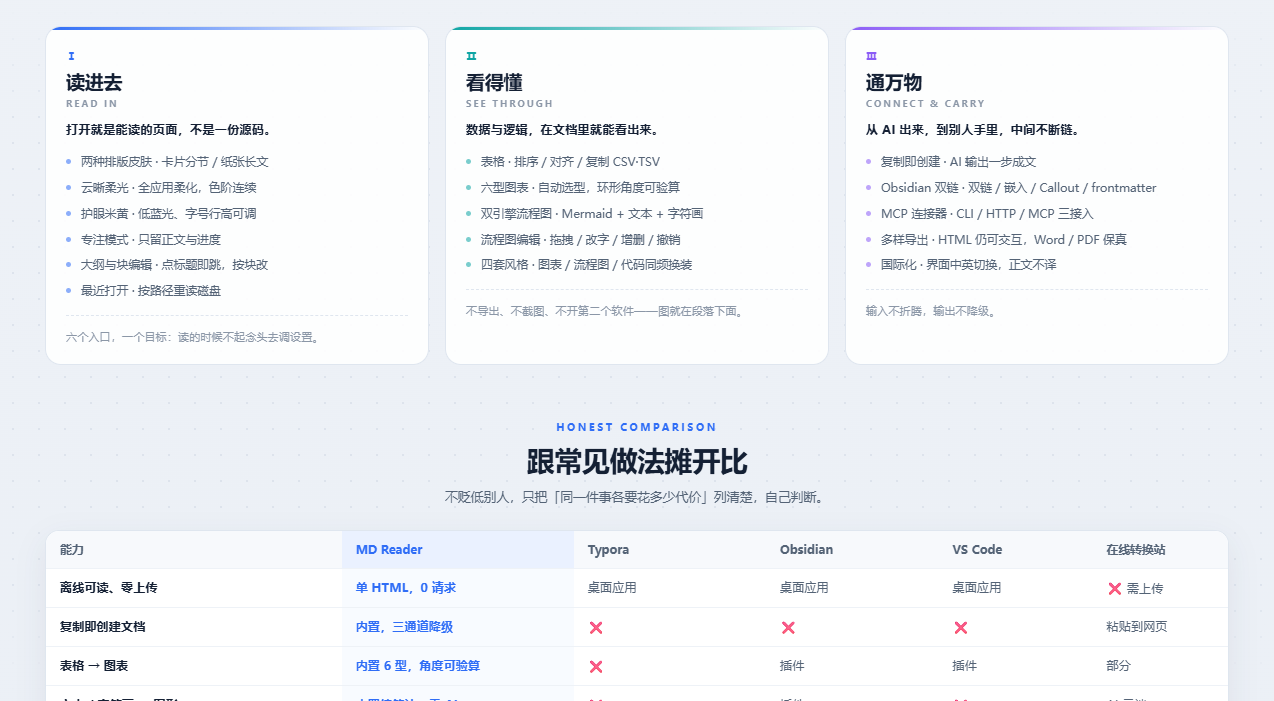 I
读进去
READ IN
打开就是能读的页面，不是一份源码。
两种排版皮肤 · 卡片分节 / 纸张长文
云晰柔光 · 全应用柔化，色阶连续
护眼米黄 · 低蓝光、字号行高可调
专注模式 · 只留正文与进度
大纲与块编辑 · 点标题即跳，按块改
最近打开 · 按路径重读磁盘
六个入口，一个目标：读的时候不起念头去调设置。
II
看得懂
SEE THROUGH
数据与逻辑，在文档里就能看出来。
表格 · 排序 / 对齐 / 复制 CSV·TSV
六型图表 · 自动选型，环形角度可验算
双引擎流程图 · Mermaid + 文本 + 字符画
流程图编辑 · 拖拽 / 改字 / 增删 / 撤销
四套风格 · 图表 / 流程图 / 代码同频换装
不导出、不截图、不开第二个软件——图就在段落下面。
III
通万物
CONNECT & CARRY
从 AI 出来，到别人手里，中间不断链。
复制即创建 · AI 输出一步成文
Obsidian 双链 · 双链 / 嵌入 / Callout / frontmatter
MCP 连接器 · CLI / HTTP / MCP 三接入
多样导出 · HTML 仍可交互，Word / PDF 保真
国际化 · 界面中英切换，正文不译
输入不折腾，输出不降级。
HONEST COMPARISON
跟常见做法摊开比
不贬低别人，只把「同一件事各要花多少代价」列清楚，自己判断。
能力 MD Reader Typora Obsidian VS Code 在线转换站
离线可读、零上传 单 HTML，0 请求 桌面应用 桌面应用 桌面应用 ❌ 需上传
复制即创建文档 内置，三通道降级 ❌ ❌ ❌ 粘贴到网页
表格 → 图表 内置 6 型，角度可验算 ❌ 插件 插件 部分